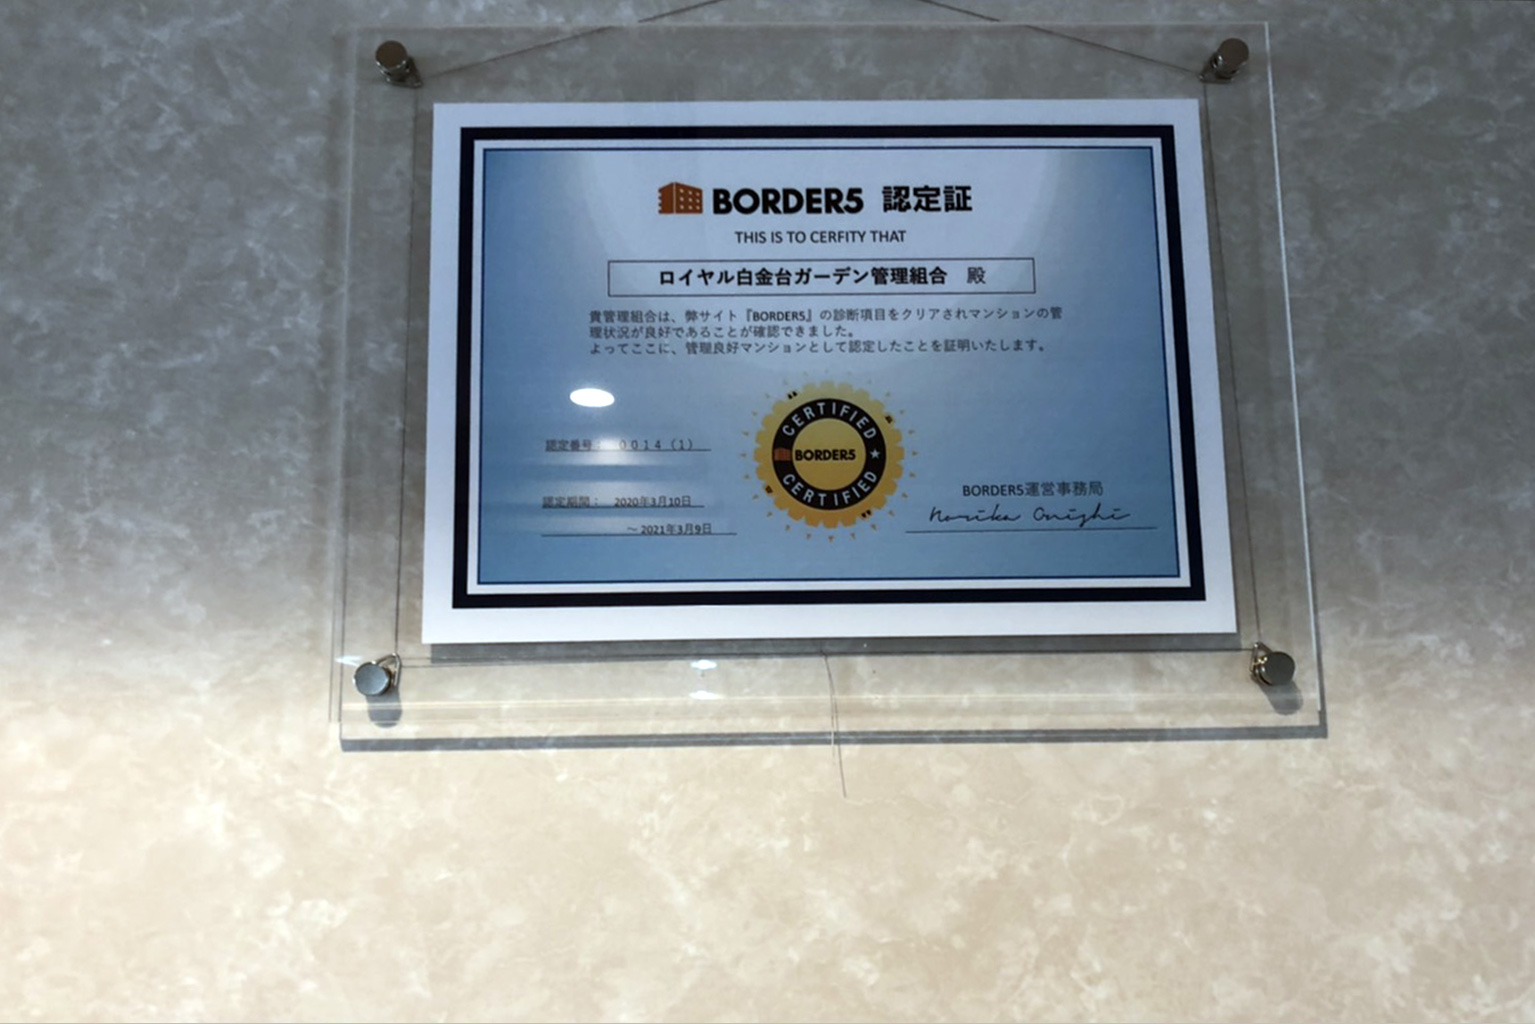 BORDER5 認定証
THIS IS TO CERFITY THAT
ロイヤル白金台ガーデン管理組合 殿
貴管理組合は、弊サイト『BORDER5』の診断項目をクリアされマンションの管
理状況が良好であることが確認できました。
よってここに、管理良好マンションとして認定したことを証明いたします。
CERTIFIED
BORDER5
CERTIFIED
認定番号： 0014（1）
認定期間： 2020年3月10日
～2021年3月9日
BORDER5運営事務局
Norika Onishi